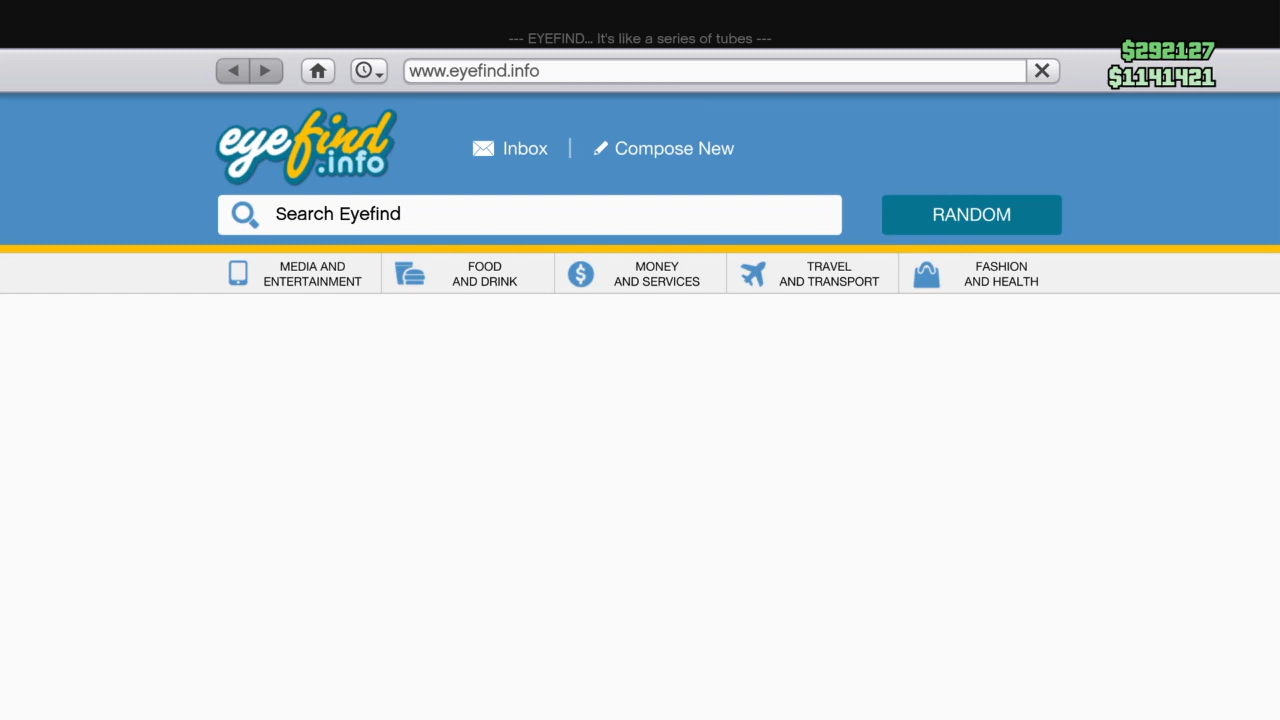 --- EYEFIND... It's like a series of tubes ---
$292127
www.eyefind.info
$1141421
eyefind
.info
Inbox
Compose New
Search Eyefind
RANDOM
MEDIA AND
ENTERTAINMENT
FOOD
AND DRINK
MONEY
AND SERVICES
TRAVEL
AND TRANSPORT
FASHION
AND HEALTH